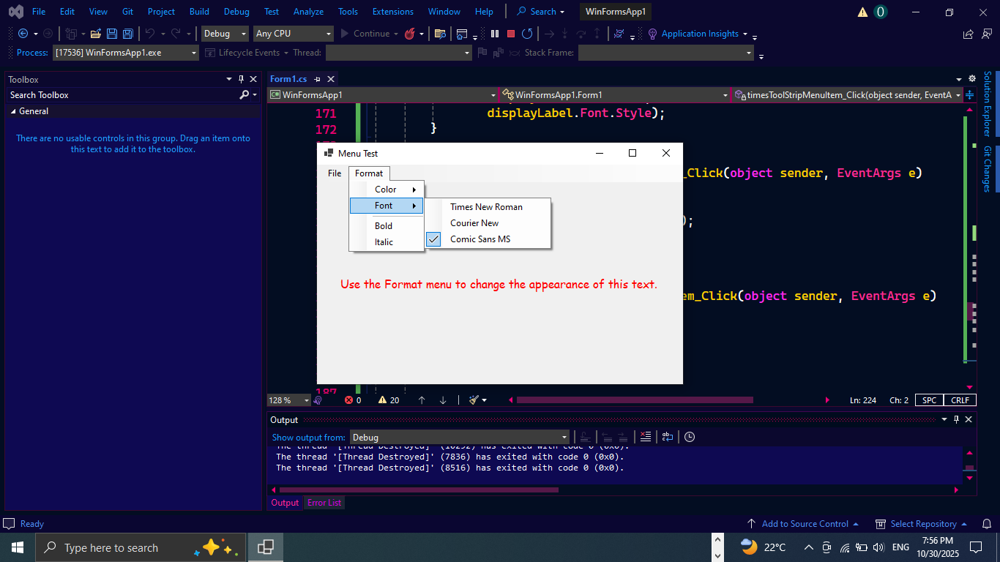 File Edit View Git Project Build Debug Test Analyze Tools Extensions Window Help Search WinFormsApp1
Debug Any CPU Continue Application Insights
Process: [17536] WinFormsApp1.exe Lifecycle Events Thread: Stack Frame:
Toolbox
Search Toolbox
General
There are no usable controls in this group. Drag an item onto
this text to add it to the toolbox.
Form1.cs
WinFormsApp1 WinFormsApp1.Form1 timesToolStripMenuItem_Click(object sender, EventA
171 displayLabel.Font.Style);
172 }
_Click(object sender, EventArgs e)
);
em_Click(object sender, EventArgs e)
187
Menu Test
File Format
Color
Font
Bold
Italic
Times New Roman
Courier New
Comic Sans MS
Use the Format menu to change the appearance of this text.
128 % 0 20 Ln: 224 Ch: 2 SPC CRLF
Output
Show output from: Debug
The thread '[Thread Destroyed]' (10292) has exited with code 0 (0x0).
The thread '[Thread Destroyed]' (7836) has exited with code 0 (0x0).
The thread '[Thread Destroyed]' (8516) has exited with code 0 (0x0).
Output Error List
Solution Explorer
Git Changes
Ready Add to Source Control Select Repository
Type here to search 22°C ENG 7:56 PM
10/30/2025